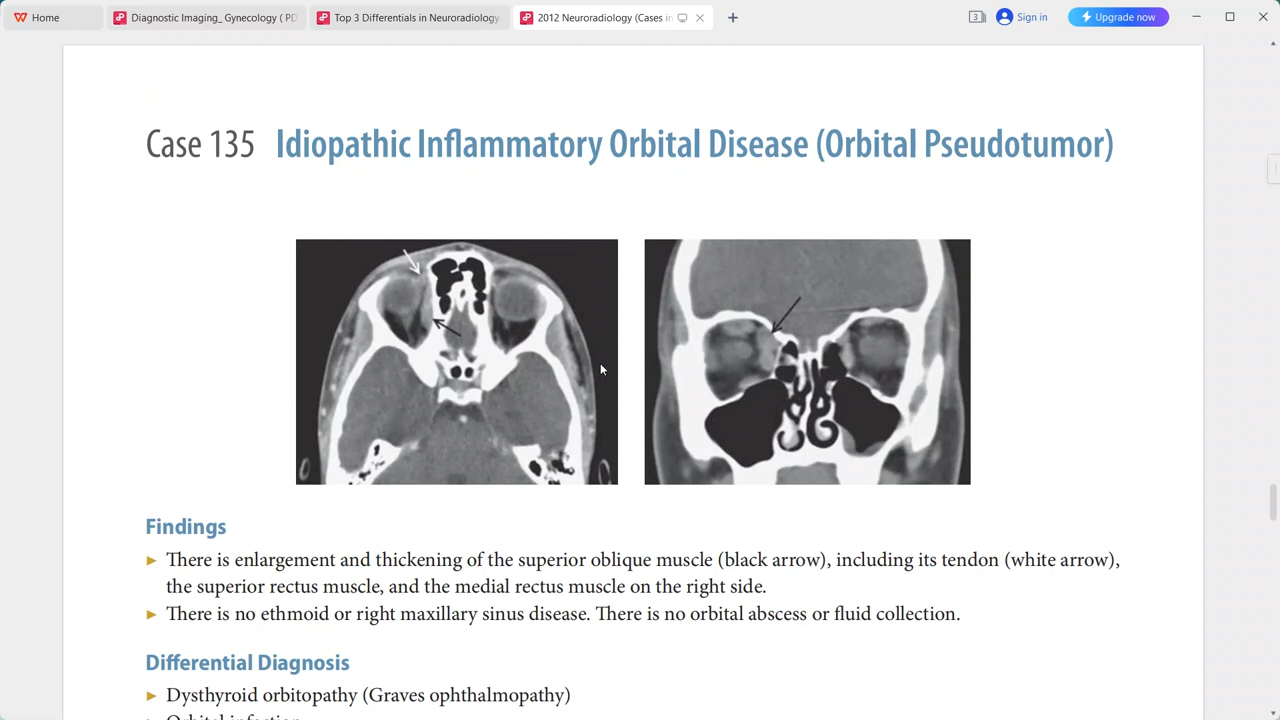 Home
Diagnostic Imaging_ Gynecology ( PD
Top 3 Differentials in Neuroradiology
2012 Neuroradiology (Cases in
3
Sign in
Upgrade now
Case 135 Idiopathic Inflammatory Orbital Disease (Orbital Pseudotumor)
Findings
► There is enlargement and thickening of the superior oblique muscle (black arrow), including its tendon (white arrow),
the superior rectus muscle, and the medial rectus muscle on the right side.
► There is no ethmoid or right maxillary sinus disease. There is no orbital abscess or fluid collection.
Differential Diagnosis
► Dysthyroid orbitopathy (Graves ophthalmopathy)
► Orbital infection